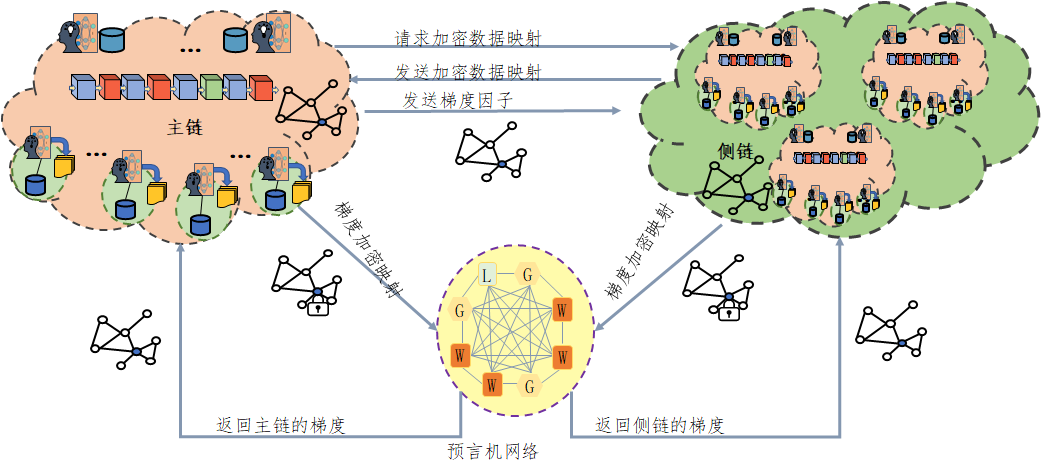 请求加密数据映射
发送加密数据映射
发送梯度因子
...
主链
侧链
...
...
梯度加密映射
梯度加密映射
L
G
G
W
W
W
W
G
返回主链的梯度
返回侧链的梯度
预言机网络